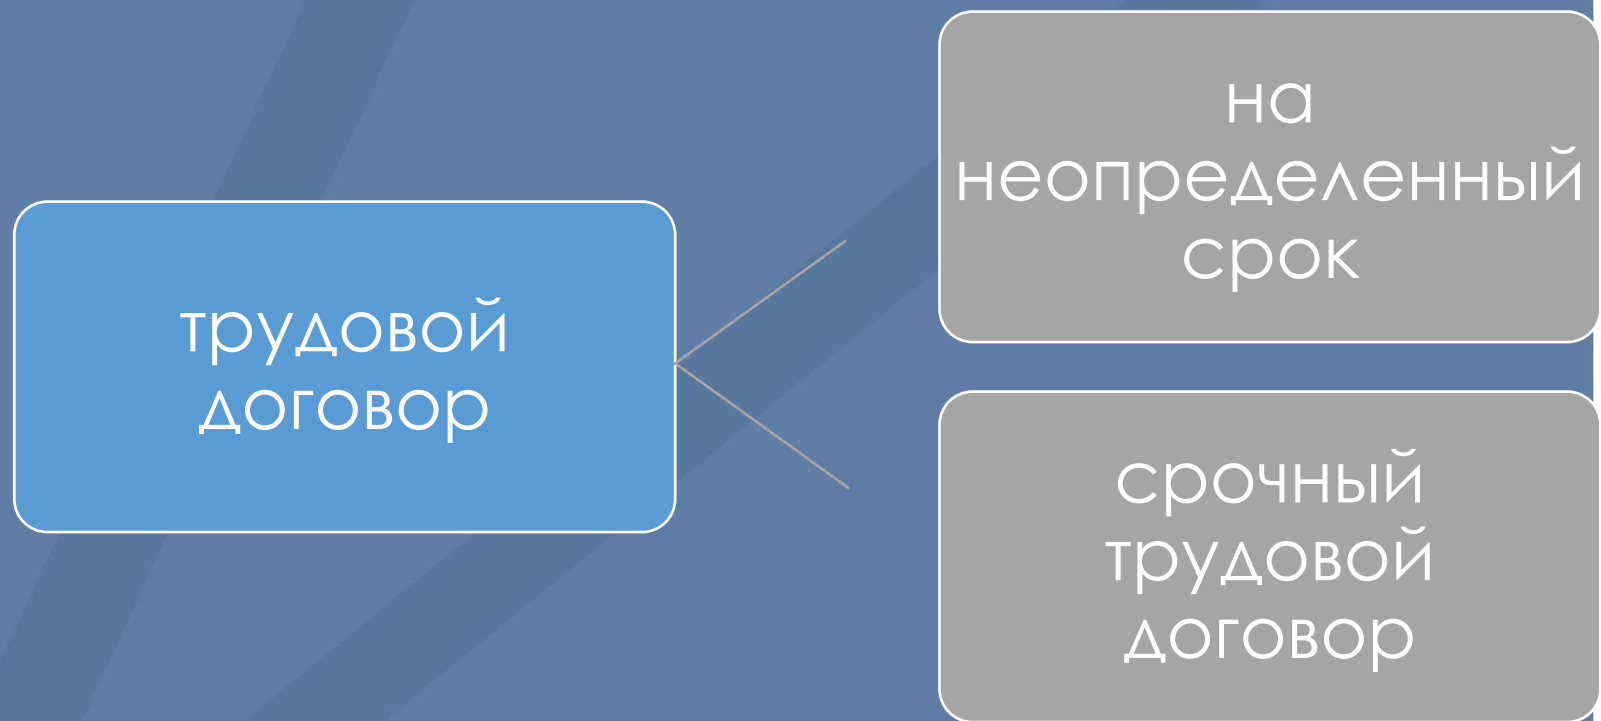 трудовой
договор
на
неопределенный
срок
срочный
трудовой
договор